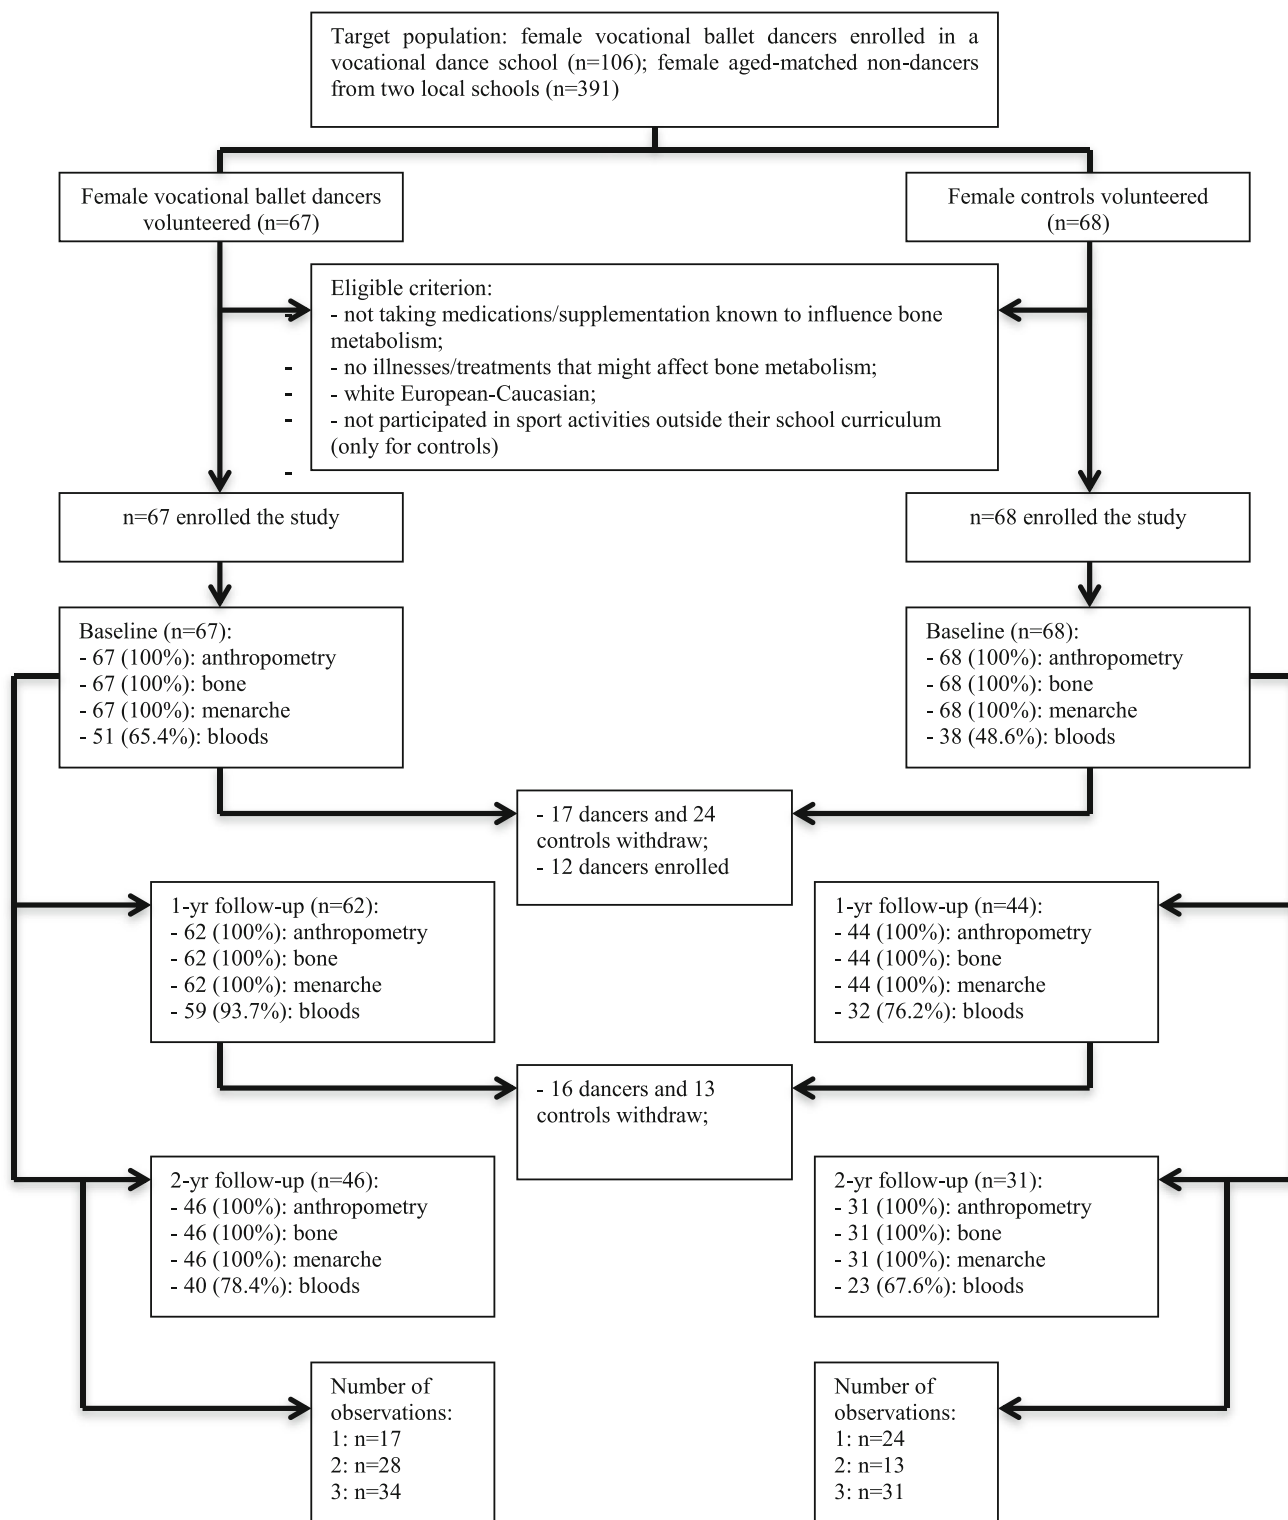 Target population: female vocational ballet dancers enrolled in a
vocational dance school (n=106); female aged-matched non-dancers
from two local schools (n=391)
Female vocational ballet dancers
volunteered (n=67)
Female controls volunteered
(n=68)
Eligible criterion:
- not taking medications/supplementation known to influence bone
metabolism;
- no illnesses/treatments that might affect bone metabolism;
- white European-Caucasian;
- not participated in sport activities outside their school curriculum
(only for controls)
n=67 enrolled the study
n=68 enrolled the study
Baseline (n=67):
- 67 (100%): anthropometry
- 67 (100%): bone
- 67 (100%): menarche
- 51 (65.4%): bloods
Baseline (n=68):
- 68 (100%): anthropometry
- 68 (100%): bone
- 68 (100%): menarche
- 38 (48.6%): bloods
- 17 dancers and 24
controls withdraw;
- 12 dancers enrolled
1-yr follow-up (n=62):
- 62 (100%): anthropometry
- 62 (100%): bone
- 62 (100%): menarche
- 59 (93.7%): bloods
1-yr follow-up (n=44):
- 44 (100%): anthropometry
- 44 (100%): bone
- 44 (100%): menarche
- 32 (76.2%): bloods
- 16 dancers and 13
controls withdraw;
2-yr follow-up (n=46):
- 46 (100%): anthropometry
- 46 (100%): bone
- 46 (100%): menarche
- 40 (78.4%): bloods
2-yr follow-up (n=31):
- 31 (100%): anthropometry
- 31 (100%): bone
- 31 (100%): menarche
- 23 (67.6%): bloods
Number of
observations:
1: n=17
2: n=28
3: n=34
Number of
observations:
1: n=24
2: n=13
3: n=31